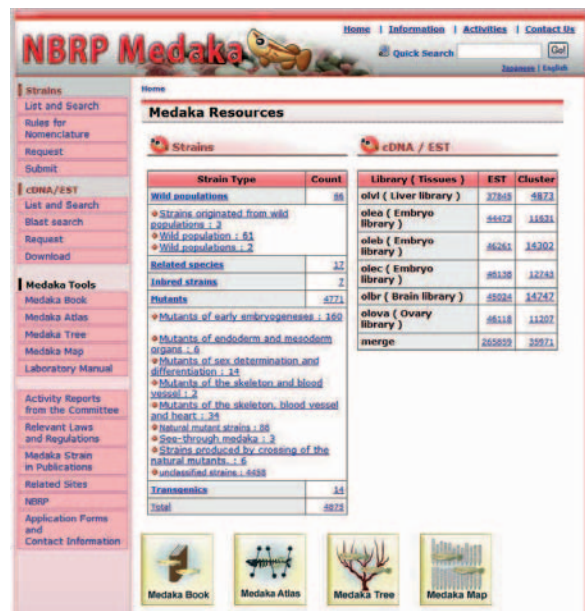 Home | Information | Activities | Contact Us
NBRP Medaka
Quick Search
Go!
Japanese | English
Strains
List and Search
Rules for
Nomenclature
Request
Submit
cDNA/EST
List and Search
Blast search
Request
Download
Medaka Tools
Medaka Book
Medaka Atlas
Medaka Tree
Medaka Map
Laboratory Manual
Activity Reports
from the Committee
Relevant Laws
and Regulations
Medaka Strain
in Publications
Related Sites
NBRP
Application Forms
and
Contact Information
Home
Medaka Resources
Strains
Strain Type Count
Wild populations 66
Strains originated from wild
populations : 3
Wild population : 61
Wild populations : 2
Related species 17
Inbred strains 7
Mutants 4771
Mutants of early embryogeneses : 160
Mutants of endoderm and mesoderm
organs : 6
Mutants of sex determination and
differentiation : 14
Mutants of the skeleton and blood
vessel : 2
Mutants of the skeleton, blood vessel
and heart : 34
Natural mutant strains : 88
See-through medaka : 3
Strains produced by crossing of the
natural mutants. : 6
unclassified strains : 4458
Transgenics 14
Total
cDNA / EST
Library ( Tissues ) EST Cluster
olvl ( Liver library ) 4873
olea ( Embryo
library ) 44473 11631
oleb ( Embryo
library ) 46261 14302
olec ( Embryo
library ) 12743
olbr ( Brain library ) 14747
olova ( Ovary
library ) 46118 11207
merge 265859
Medaka Book
Medaka Atlas
Medaka Tree
Medaka Map